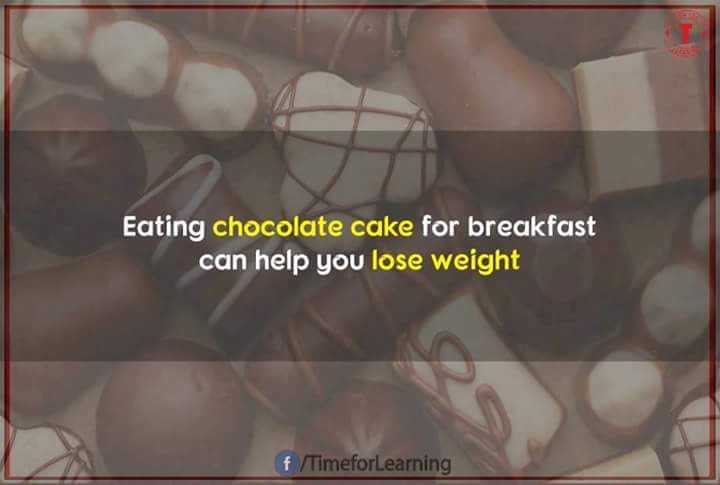 T
Eating chocolate cake for breakfast
can help you lose weight
f/TimeforLearning